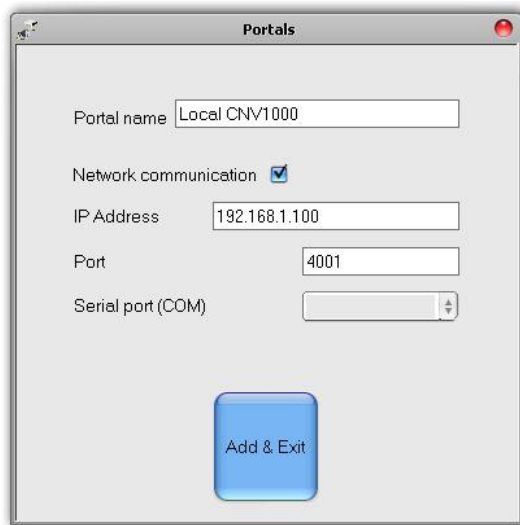 Portals
Portal name Local CNV1000
Network communication
IP Address 192.168.1.100
Port 4001
Serial port (COM)
Add & Exit